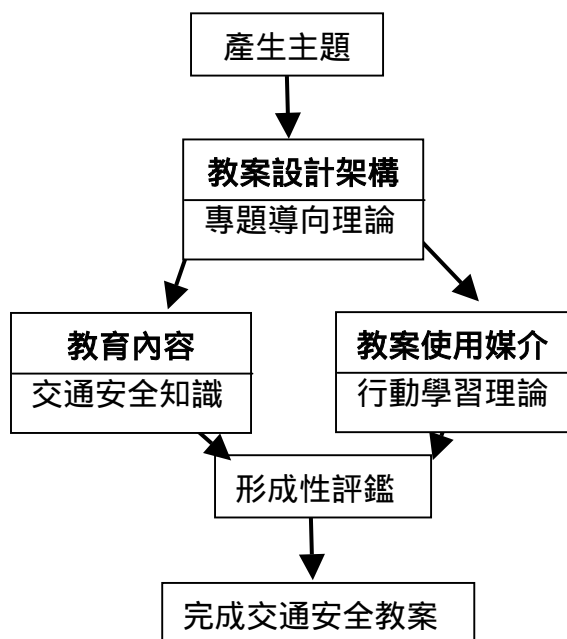 產生主題
教案設計架構
專題導向理論
教育內容
交通安全知識
教案使用媒介
行動學習理論
形成性評鑑
完成交通安全教案